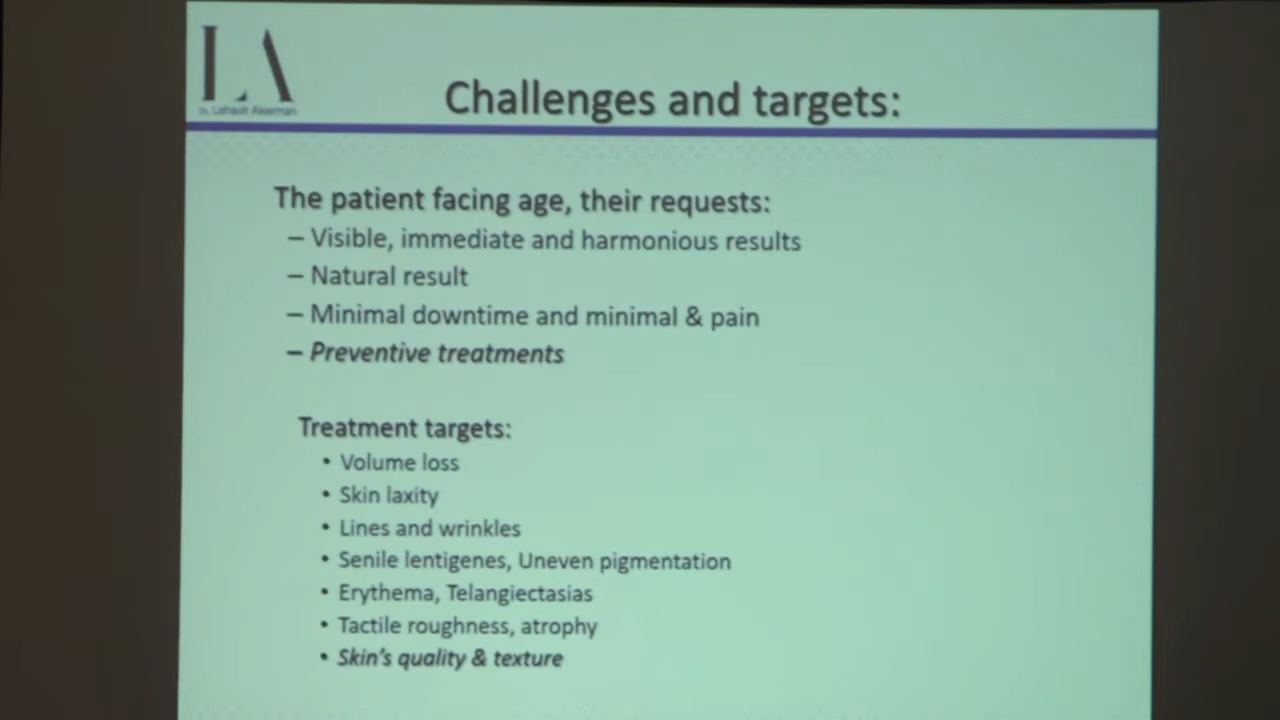 LA
Challenges and targets:
The patient facing age, their requests:
– Visible, immediate and harmonious results
– Natural result
– Minimal downtime and minimal & pain
– Preventive treatments
Treatment targets:
• Volume loss
• Skin laxity
• Lines and wrinkles
• Senile lentigenes, Uneven pigmentation
• Erythema, Telangiectasias
• Tactile roughness, atrophy
• Skin's quality & texture